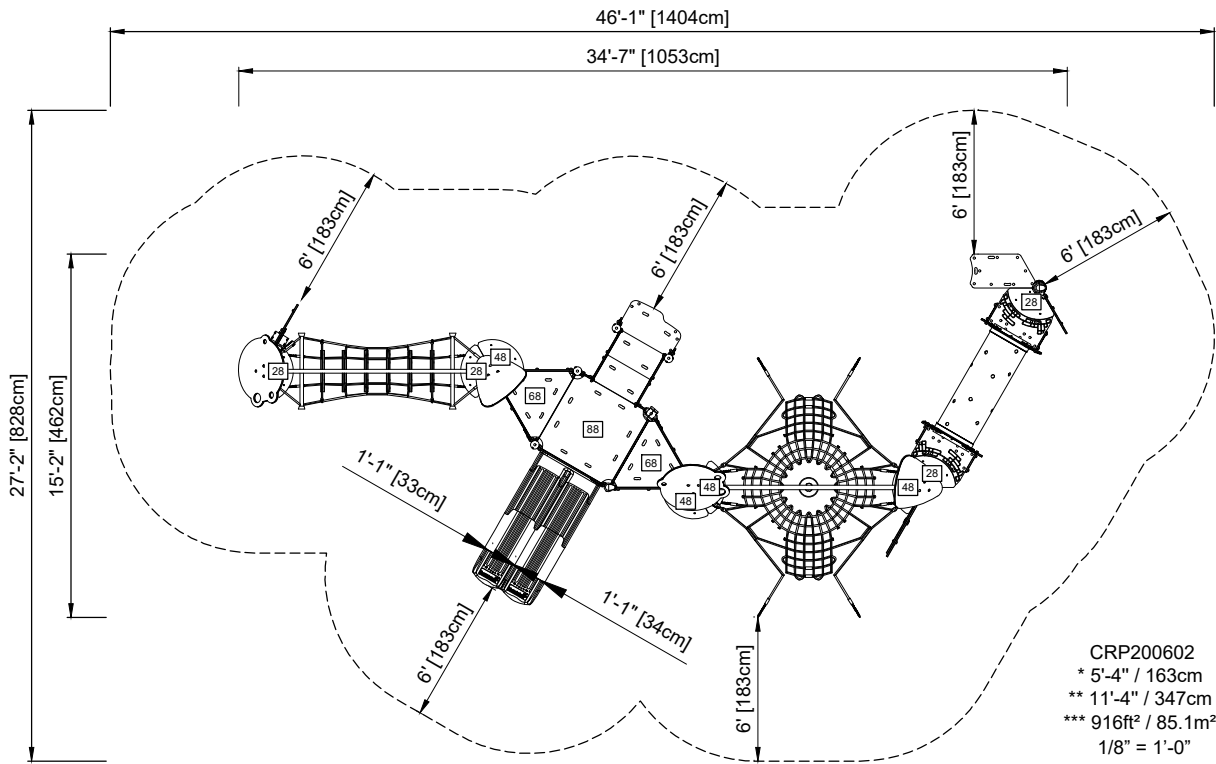 46'-1" [1404cm]
34'-7" [1053cm]
6' [183cm]
6' [183cm]
6' [183cm]
6' [183cm]
27'-2" [828cm]
15'-2" [462cm]
28
28
28
48
68
88
68
48
48
48
28
1'-1" [33cm]
1'-1" [34cm]
6' [183cm]
6' [183cm]
CRP200602
* 5'-4" / 163cm
** 11'-4" / 347cm
*** 916ft² / 85.1m²
1/8” = 1’-0”